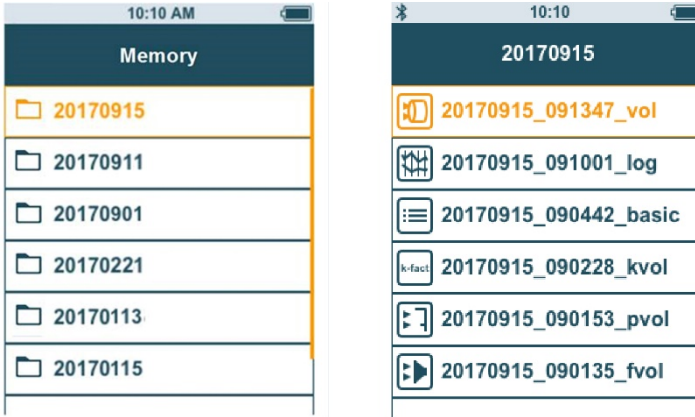 10:10 AM
Memory
20170915
20170911
20170901
20170221
20170113
20170115
10:10
20170915
20170915_091347_vol
20170915_091001_log
20170915_090442_basic
k-fact 20170915_090228_kvol
20170915_090153_pvol
20170915_090135_fvol